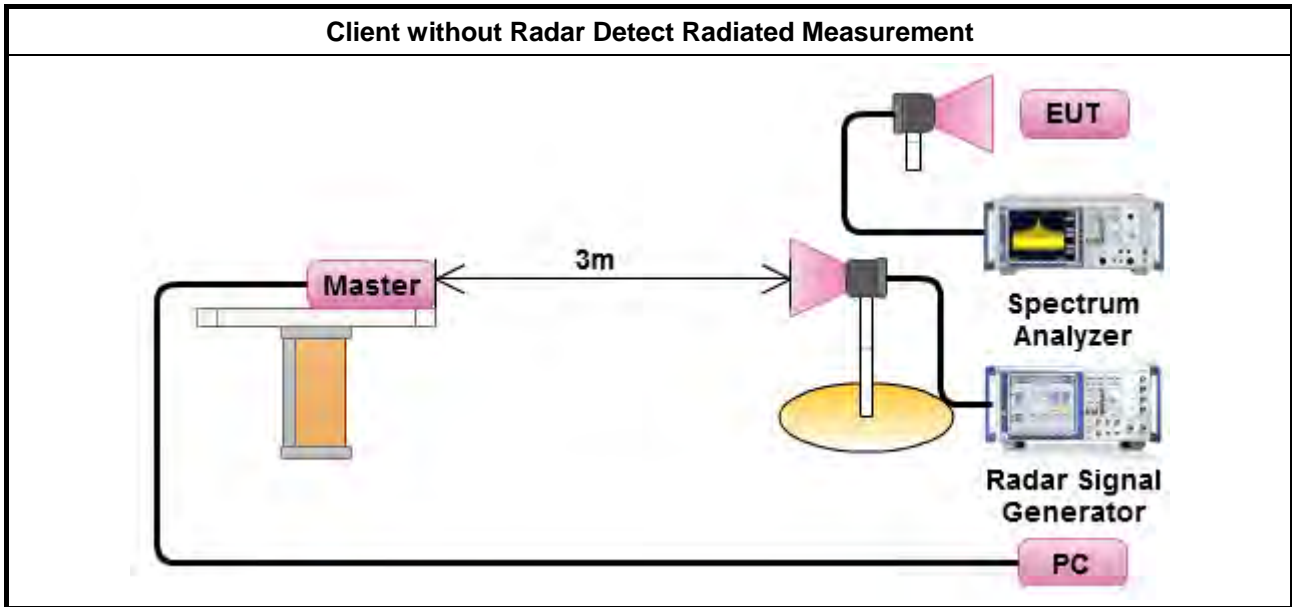 Client without Radar Detect Radiated Measurement
EUT
3m
Master
Spectrum
Analyzer
Radar Signal
Generator
PC